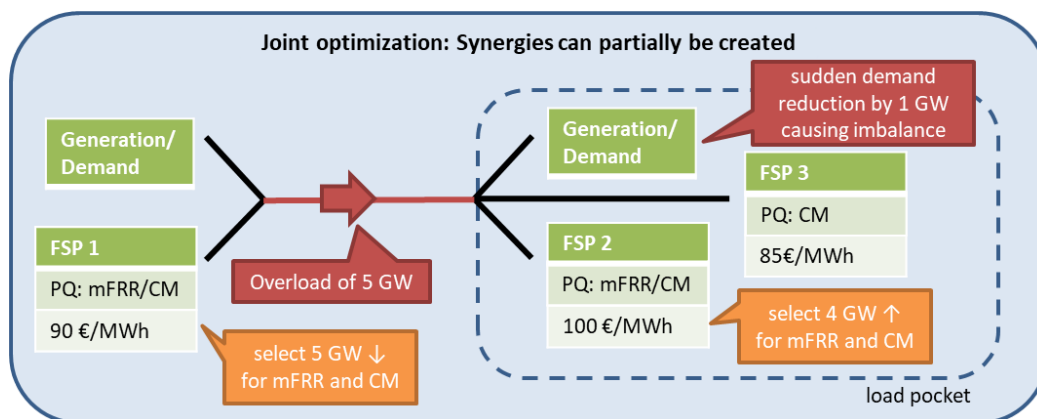 Joint optimization: Synergies can partially be created
sudden demand
reduction by 1 GW
causing imbalance
Generation/
Demand
Generation/
Demand
FSP 3
PQ: CM
85€/MWh
FSP 1
PQ: mFRR/CM
90 €/MWh
Overload of 5 GW
FSP 2
PQ: mFRR/CM
100 €/MWh
select 5 GW ↓
for mFRR and CM
select 4 GW ↑
for mFRR and CM
load pocket